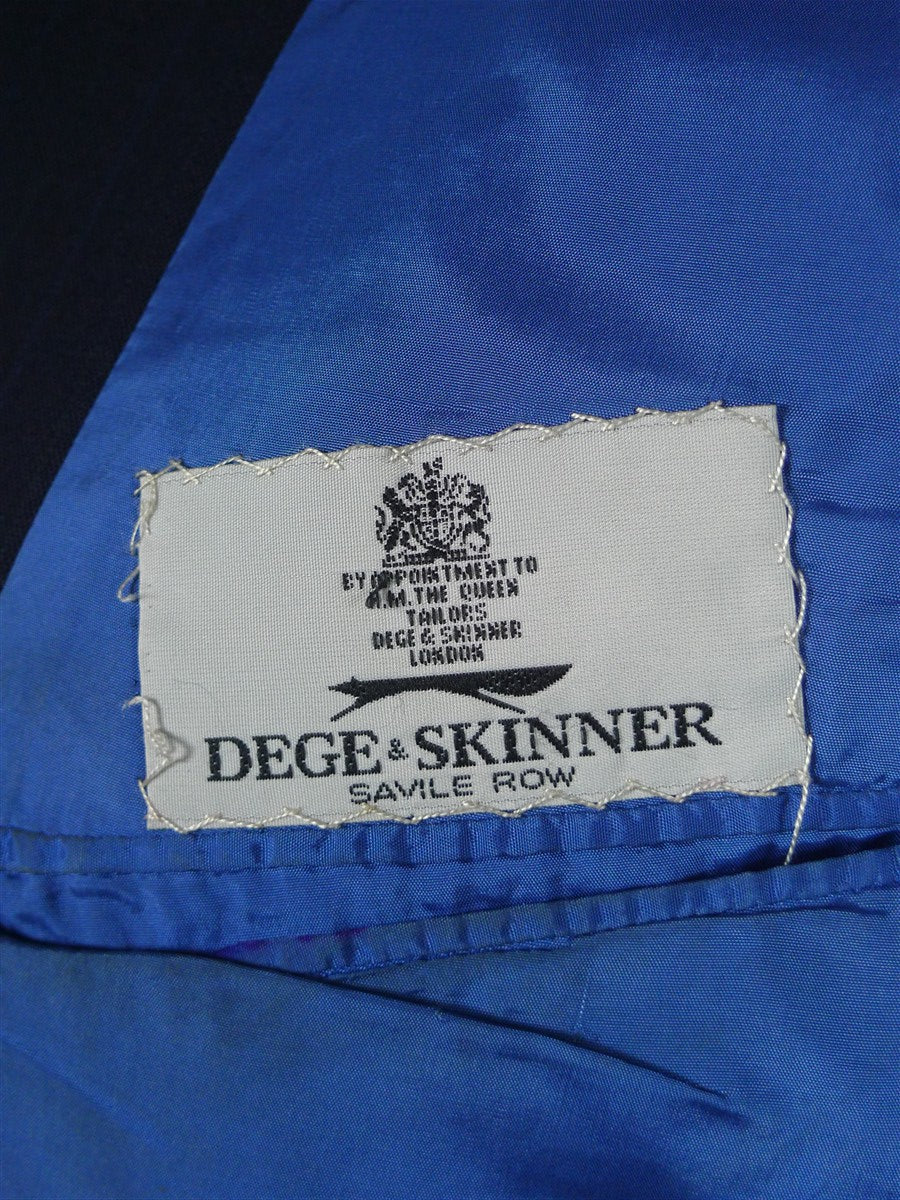 BY APPOINTMENT TO
H.M. THE QUEEN
TAILORS
DEGE & SKINNER
LONDON
DEGE & SKINNER
SAVILE ROW